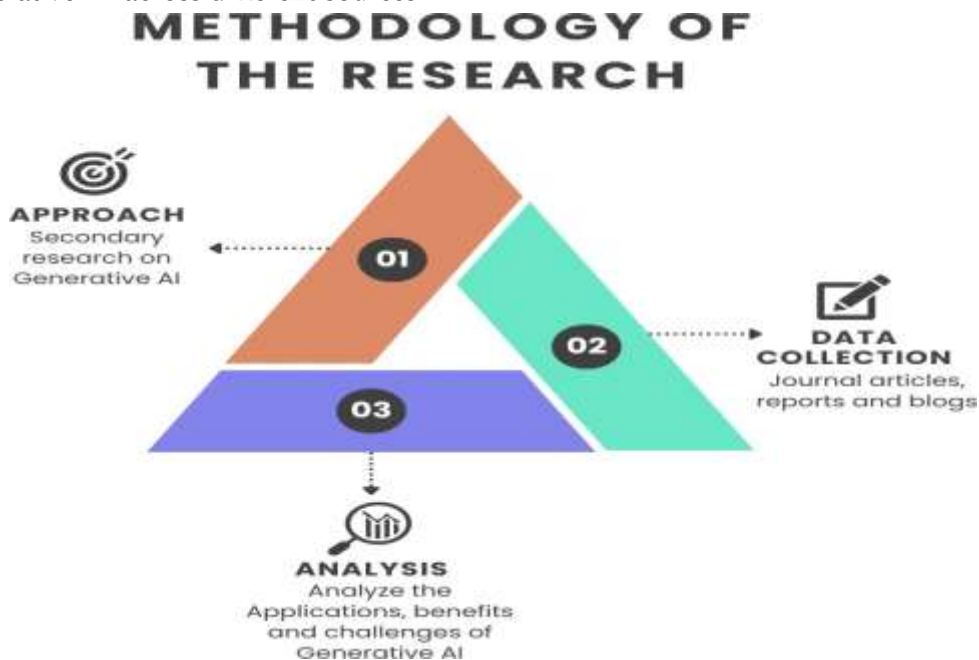 METHODOLOGY OF
THE RESEARCH
APPROACH
Secondary
research on
Generative AI
01
02
DATA
COLLECTION
Journal articles,
reports and blogs
03
ANALYSIS
Analyze the
Applications, benefits
and challenges of
Generative AI